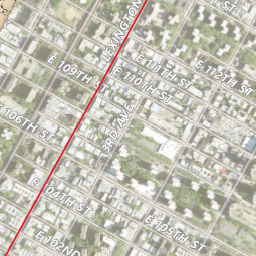 LEXINGTON
E 112TH ST
E 111TH ST
E 110TH ST
E 109TH ST
3RD AVE
106TH ST
E 104TH ST
E 105TH ST
E 102ND